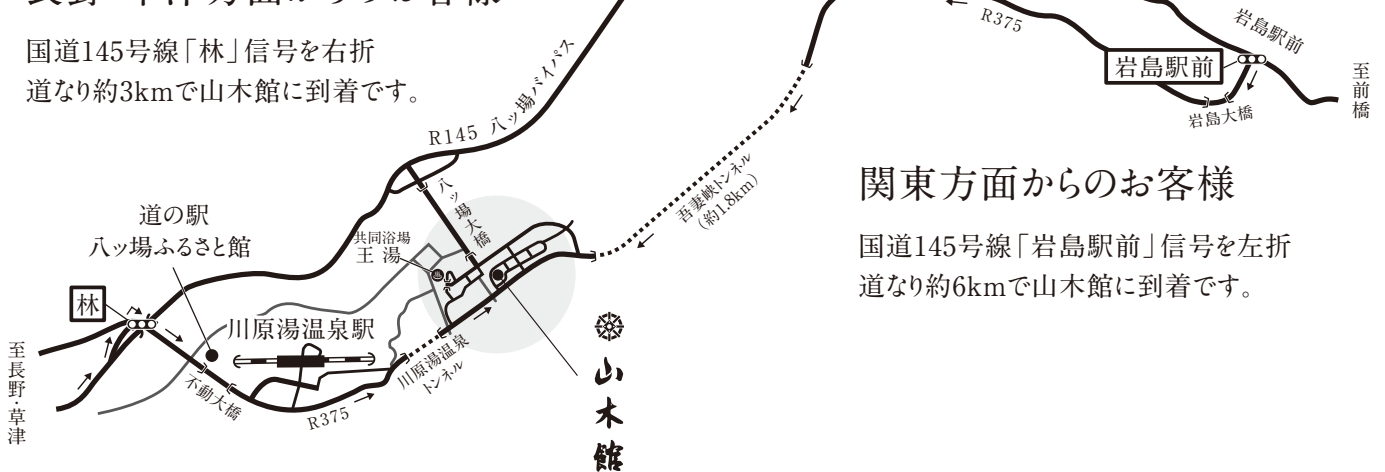 長野・草津方面からのお客様
国道145号線「林」信号を右折
道なり約3kmで山木館に到着です。
R145 八ッ場バイパス
八ッ場大橋
道の駅
八ッ場ふるさと館
共同浴場
王湯
林
川原湯温泉駅
至長野・草津
不動大橋
R375
川原湯温泉
トンネル
山木館
吾妻峡トンネル
(約1.8km)
R375
岩島駅前
岩島駅前
岩島大橋
至前橋
関東方面からのお客様
国道145号線「岩島駅前」信号を左折
道なり約6kmで山木館に到着です。